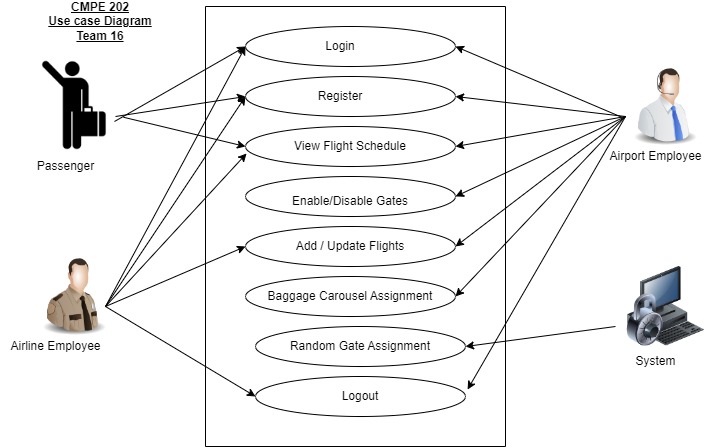 CMPE 202
Use case Diagram
Team 16
Login
Register
View Flight Schedule
Enable/Disable Gates
Add / Update Flights
Baggage Carousel Assignment
Random Gate Assignment
Logout
Passenger
Airline Employee
Airport Employee
System